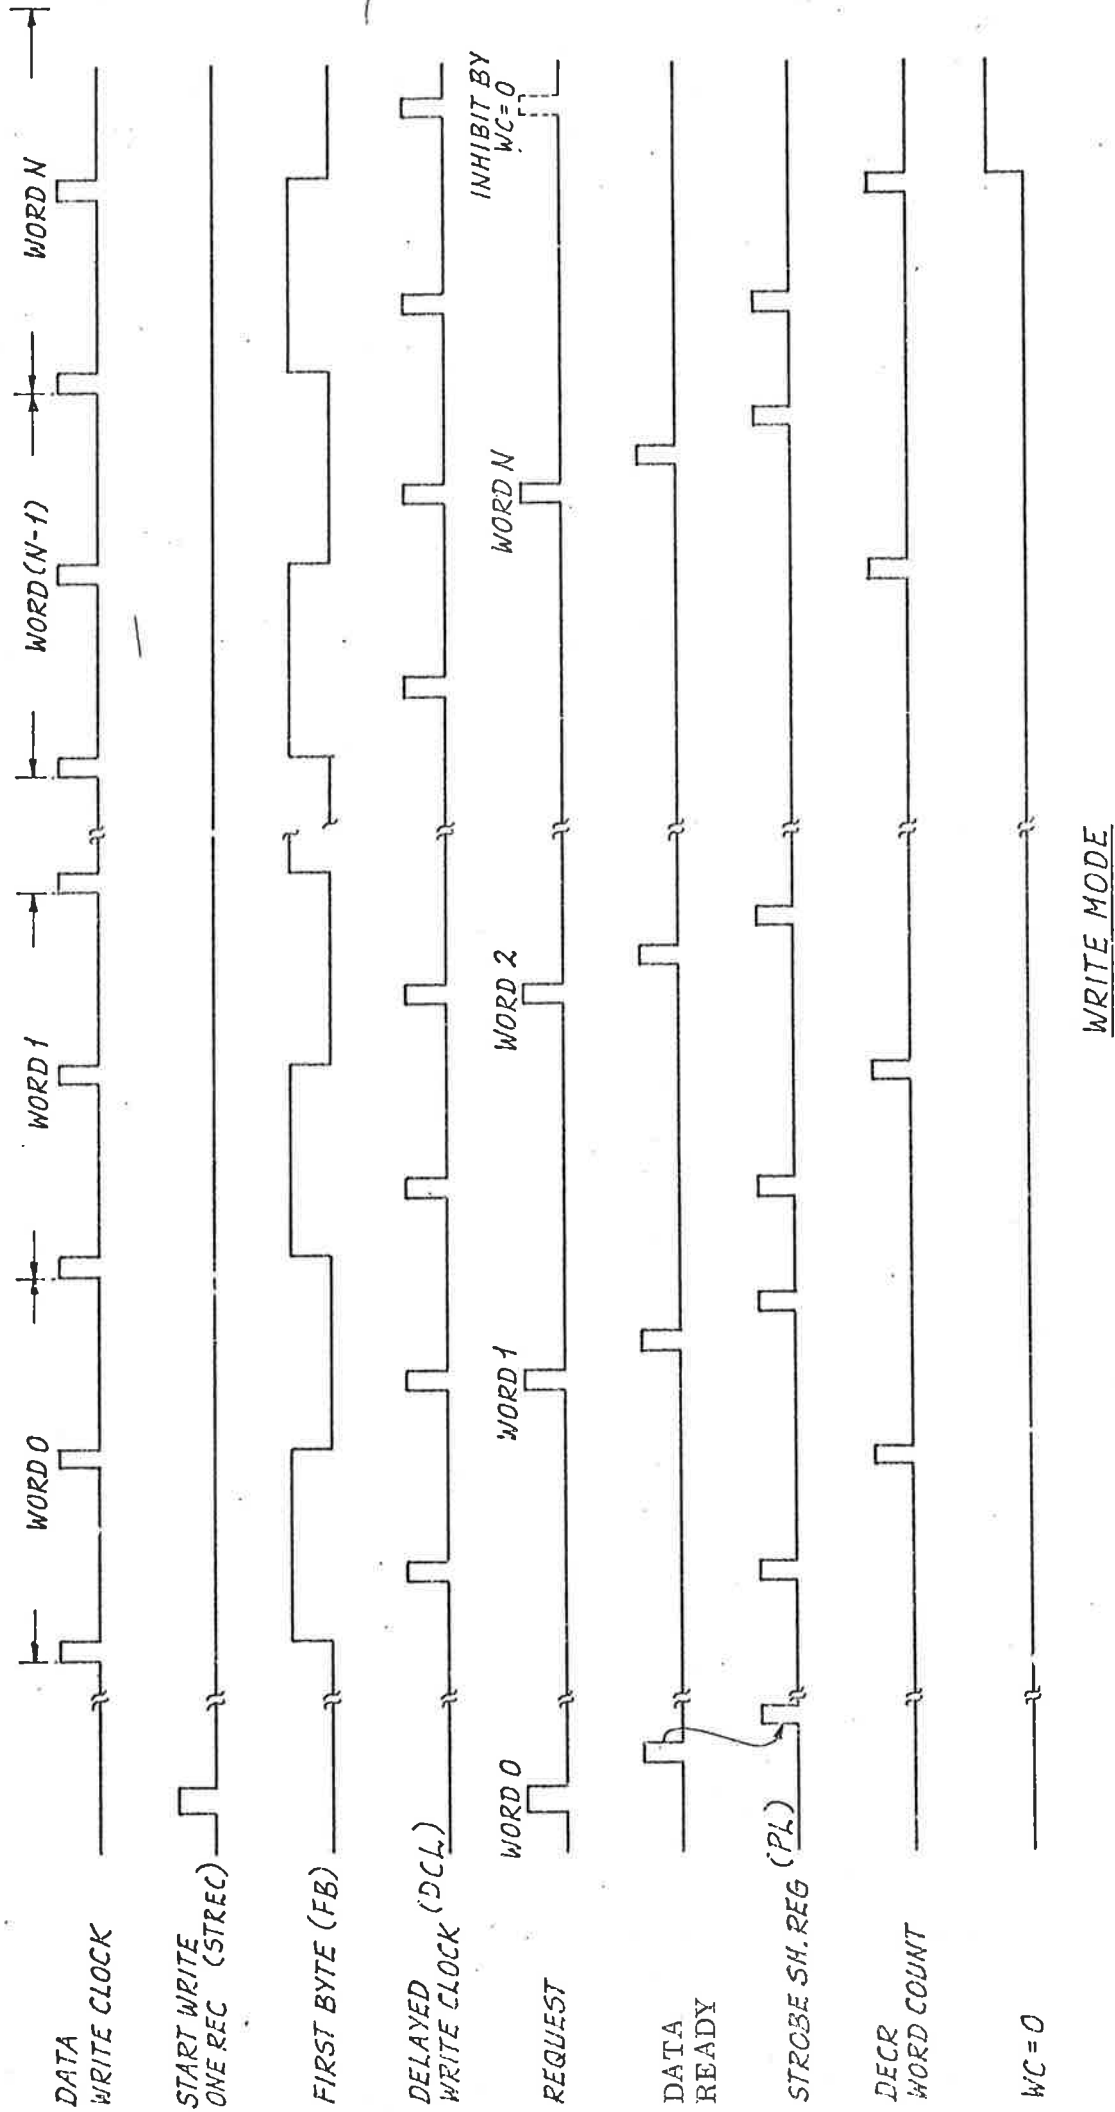 WORD 0
WORD 1
WORD (N-1)
WORD N
DATA
WRITE CLOCK
START WRITE
ONE REC (STREC)
FIRST BYTE (FB)
DELAYED
WRITE CLOCK (DCL)
WORD 0
WORD 1
WORD 2
WORD N
INHIBIT BY
WC=0
REQUEST
DATA
READY
STROBE SH. REG (PL)
DECR
WORD COUNT
WC=0
WRITE MODE